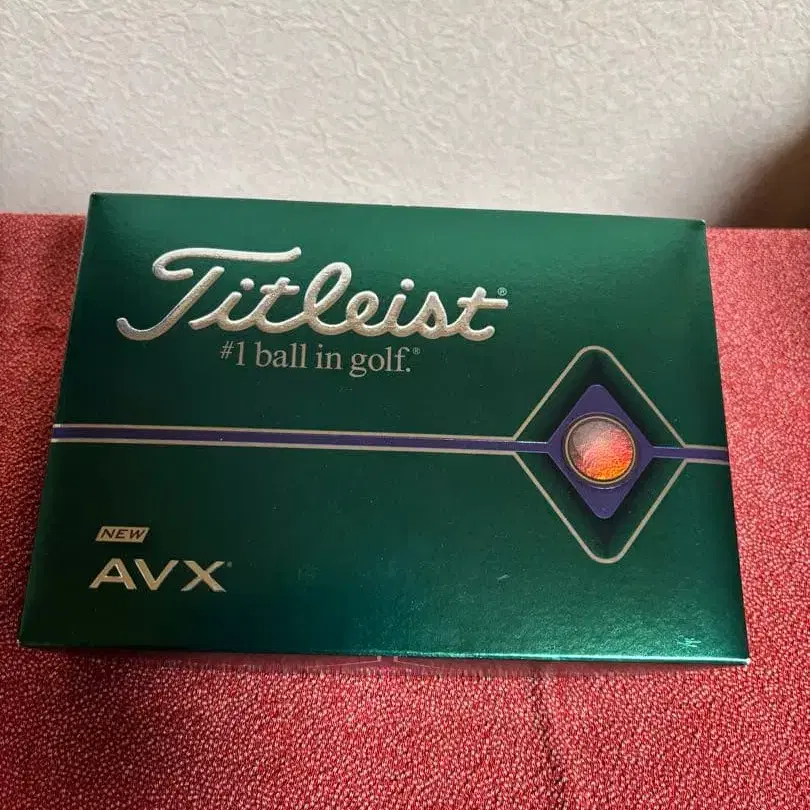 Titleist®
#1 ball in golf.®
NEW
AVX®